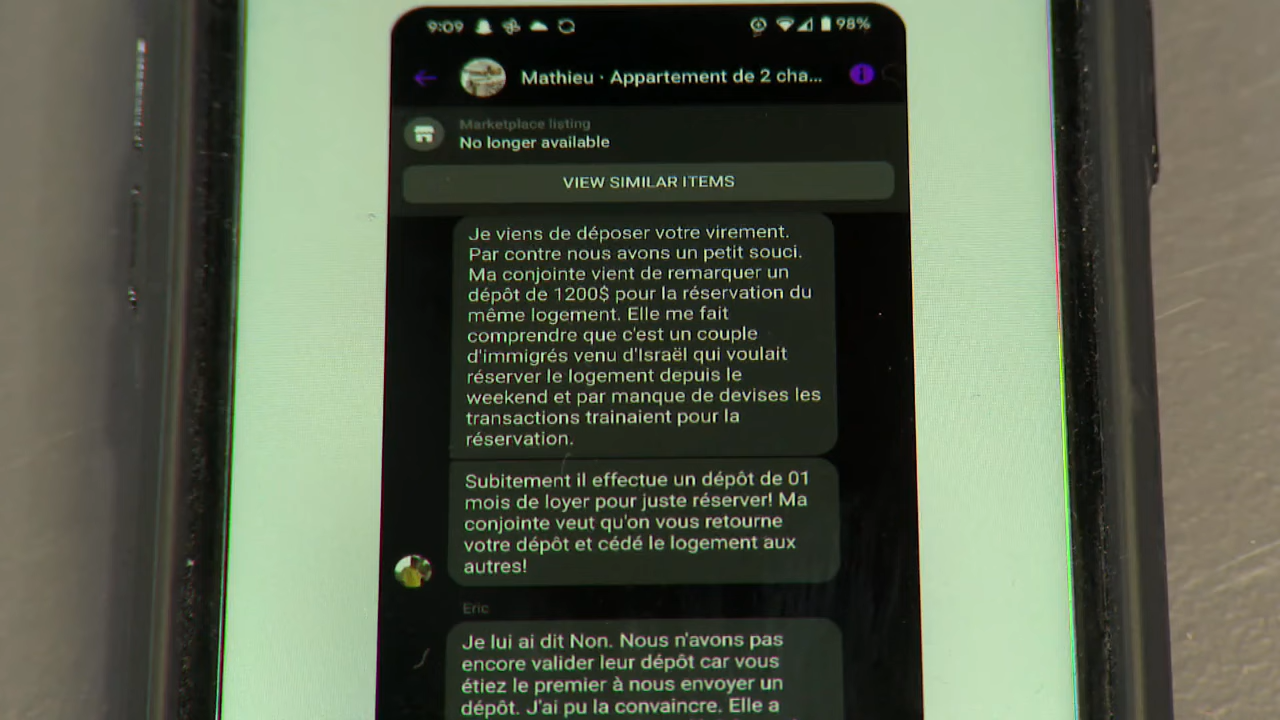 9:09
98%
Mathieu · Appartement de 2 cha...
Marketplace listing
No longer available
VIEW SIMILAR ITEMS
Je viens de déposer votre virement.
Par contre nous avons un petit souci.
Ma conjointe vient de remarquer un
dépôt de 1200$ pour la réservation du
même logement. Elle me fait
comprendre que c'est un couple
d'immigrés venu d'Israël qui voulait
réserver le logement depuis le
weekend et par manque de devises les
transactions trainaient pour la
réservation.
Subitement il effectue un dépôt de 01
mois de loyer pour juste réserver! Ma
conjointe veut qu'on vous retourne
votre dépôt et cédé le logement aux
autres!
Eric
Je lui ai dit Non. Nous n'avons pas
encore valider leur dépôt car vous
étiez le premier à nous envoyer un
dépôt. J'ai pu la convaincre. Elle a